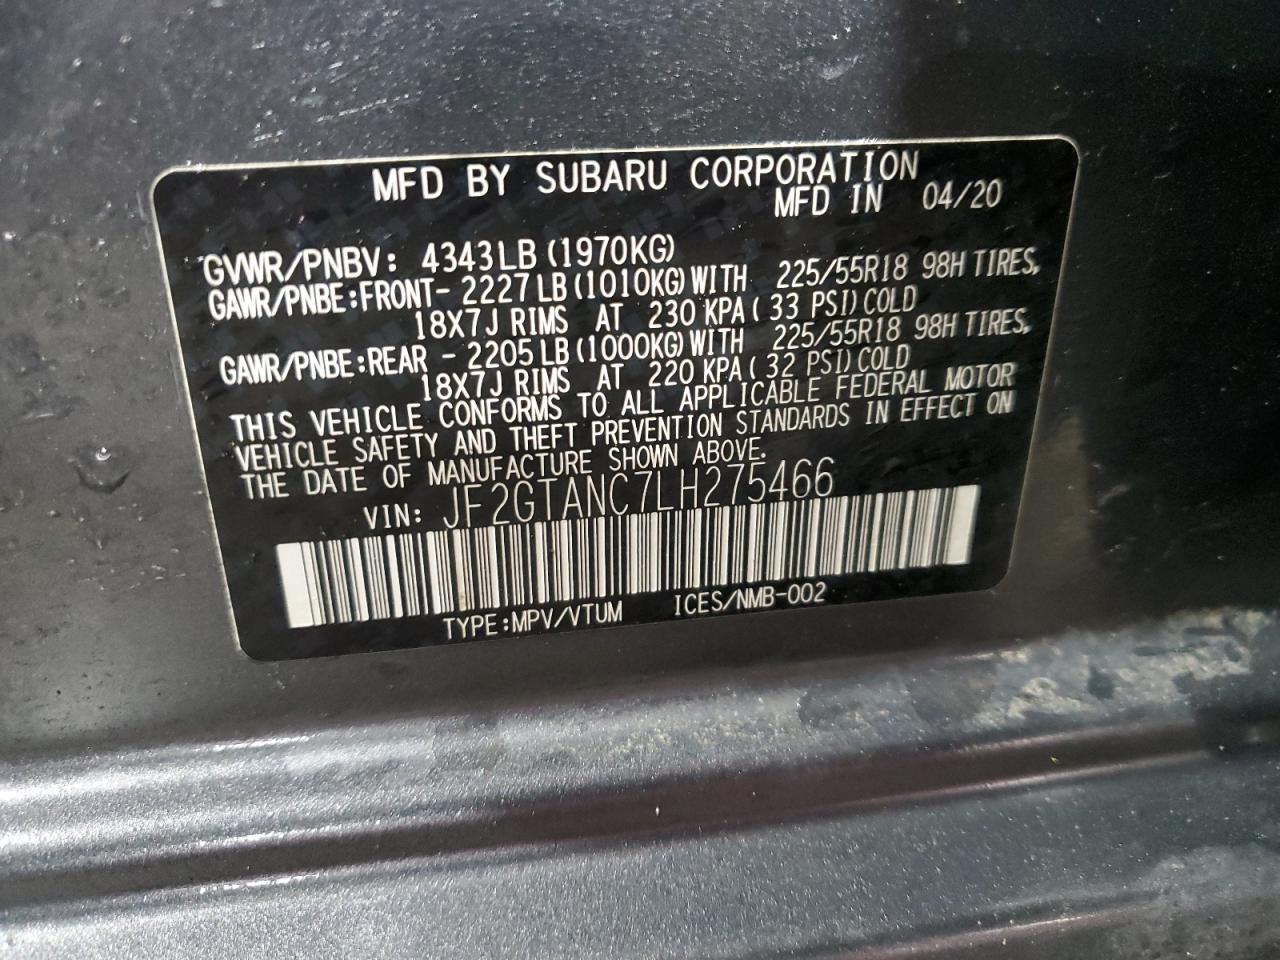 MFD BY SUBARU CORPORATION
MFD IN 04/20
GVWR/PNBV: 4343LB (1970KG)
GAWR/PNBE:FRONT- 2227LB (1010KG) WITH 225/55R18 98H TIRES,
18X7J RIMS AT 230 KPA ( 33 PSI) COLD
GAWR/PNBE:REAR - 2205LB (1000KG) WITH 225/55R18 98H TIRES,
18X7J RIMS AT 220 KPA ( 32 PSI) COLD
THIS VEHICLE CONFORMS TO ALL APPLICABLE FEDERAL MOTOR
VEHICLE SAFETY AND THEFT PREVENTION STANDARDS IN EFFECT ON
THE DATE OF MANUFACTURE SHOWN ABOVE.
VIN: JF2GTANC7LH275466
TYPE:MPV/VTUM ICES/NMB-002